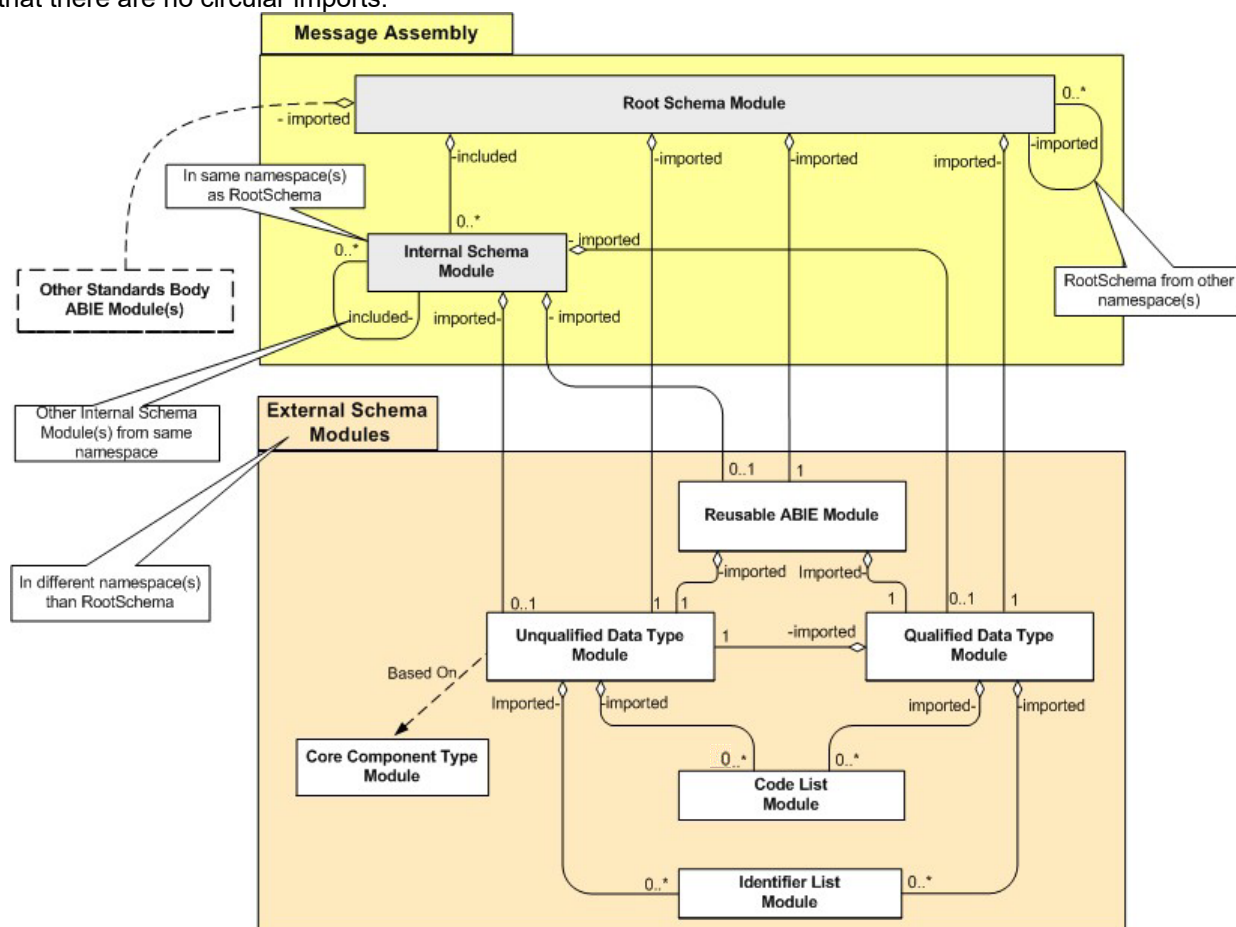 that there are no circular imports.
Message Assembly
Root Schema Module
0..*
- imported
-included
-imported
-imported
imported-
-imported
In same namespace(s)
as RootSchema
0..*
0..*
- imported
Internal Schema
Module
Other Standards Body
ABIE Module(s)
RootSchema from other
namespace(s)
included-
imported-
- imported
Other Internal Schema
Module(s) from same
namespace
External Schema
Modules
0..1
1
Reusable ABIE Module
In different namespace(s)
than RootSchema
-imported
Imported-
0..1
1
1
1
0..1
1
Unqualified Data Type
Module
1
-imported
Qualified Data Type
Module
Based On
Imported-
-imported
imported-
-imported
Core Component Type
Module
0..*
0..*
Code List
Module
0..*
Identifier List
Module
0..*